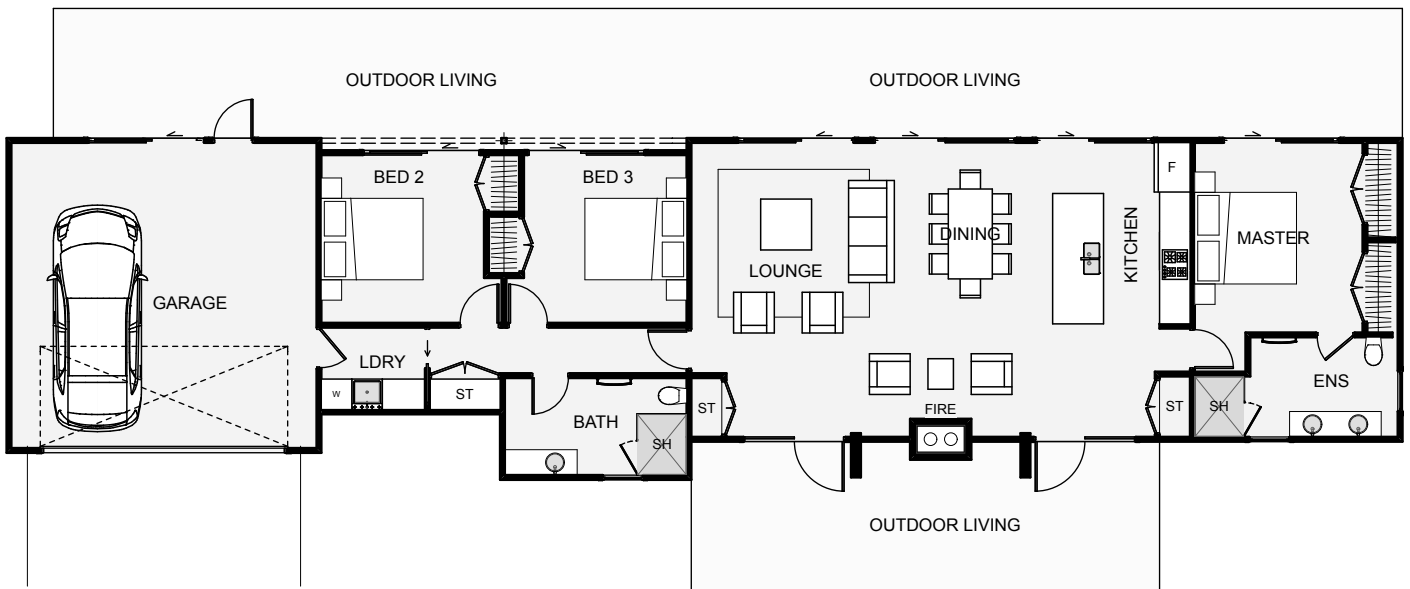 OUTDOOR LIVING
OUTDOOR LIVING
BED 2
BED 3
F
KITCHEN
DINING
MASTER
LOUNGE
GARAGE
LDRY
W
ST
ENS
ST
FIRE
ST
SH
BATH
SH
OUTDOOR LIVING